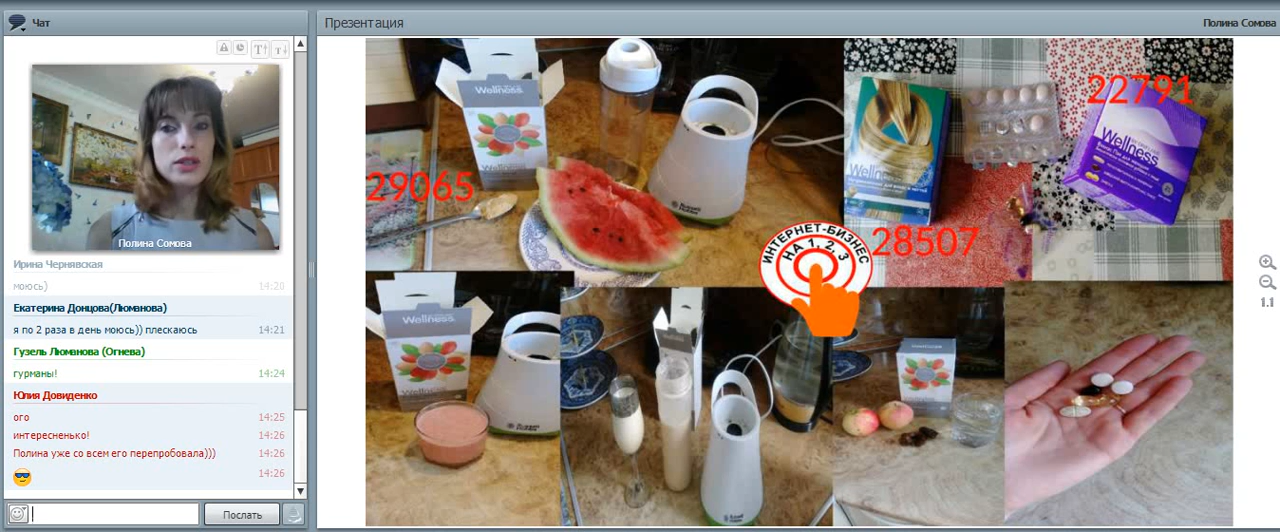 Чат
Полина Сомова
Ирина Чернявская
моюсь)
14:20
Екатерина Донцова(Люманова)
я по 2 раза в день моюсь)) плескаюсь
14:21
Гузель Люманова (Огнева)
гурманы!
14:24
Юлия Довиденко
ого
14:25
интересненько!
14:26
Полина уже со всем его перепробовала)))
14:26
14:26
Послать
Презентация
Полина Сомова
Wellness
29065
ИНТЕРНЕТ-БИЗНЕС
НА 1, 2, 3
Wellness
28507
22791
Wellness
Wellness
1.1